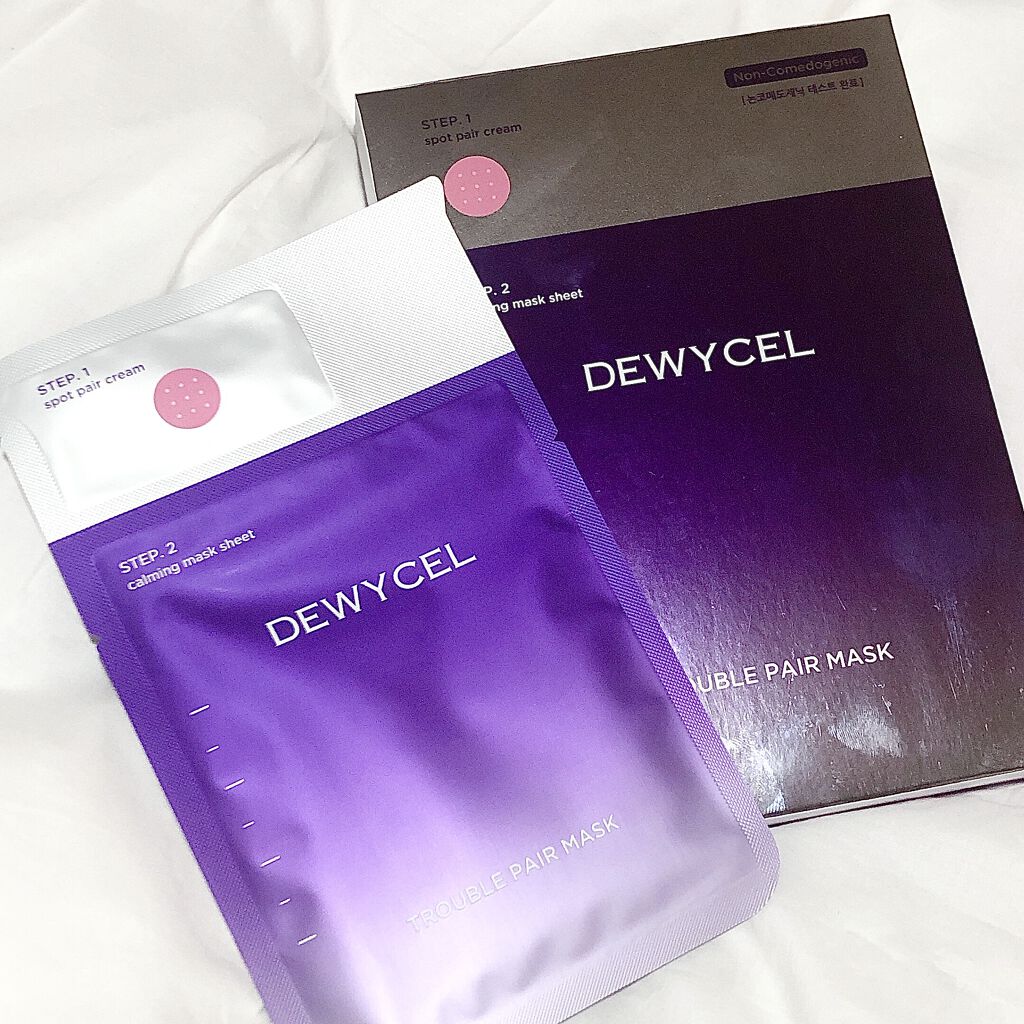 Non-Comedogenic
[논코메도제닉 테스트 완료]
STEP. 1
spot pair cream
P. 2
ng mask sheet
DEWYCEL
UBLE PAIR MASK
STEP. 1
spot pair cream
STEP. 2
calming mask sheet
DEWYCEL
TROUBLE PAIR MASK